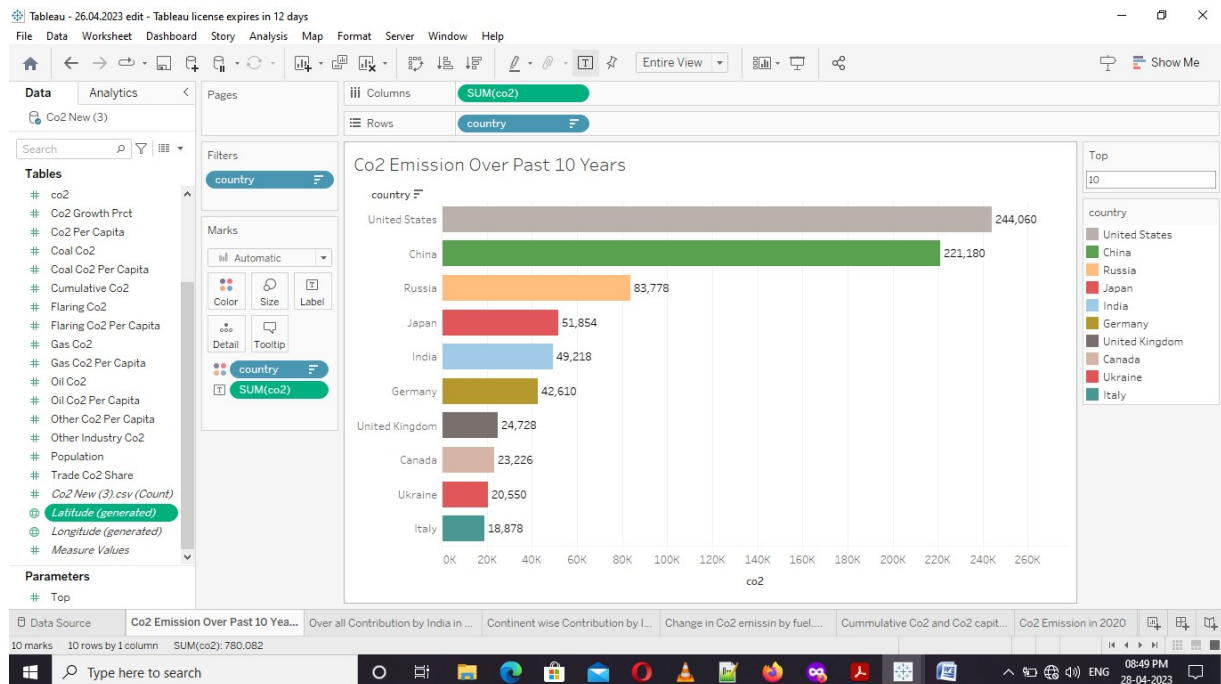 Tableau - 26.04.2023 edit - Tableau license expires in 12 days
File Data Worksheet Dashboard Story Analysis Map Format Server Window Help
Entire View
Show Me
Data Analytics
Co2 New (3)
Search
Tables
# co2
# Co2 Growth Prct
# Co2 Per Capita
# Coal Co2
# Coal Co2 Per Capita
# Cumulative Co2
# Flaring Co2
# Flaring Co2 Per Capita
# Gas Co2
# Gas Co2 Per Capita
# Oil Co2
# Oil Co2 Per Capita
# Other Co2 Per Capita
# Other Industry Co2
# Population
# Trade Co2 Share
# Co2 New (3).csv (Count)
Latitude (generated)
Longitude (generated)
# Measure Values
Parameters
# Top
Pages
Filters
country
Marks
Automatic
Color Size Label
Detail Tooltip
country
SUM(co2)
Columns SUM(co2)
Rows country
Co2 Emission Over Past 10 Years
country
United States 244,060
China 221,180
Russia 83,778
Japan 51,854
India 49,218
Germany 42,610
United Kingdom 24,728
Canada 23,226
Ukraine 20,550
Italy 18,878
0K 20K 40K 60K 80K 100K 120K 140K 160K 180K 200K 220K 240K 260K
co2
Top
10
country
United States
China
Russia
Japan
India
Germany
United Kingdom
Canada
Ukraine
Italy
Data Source Co2 Emission Over Past 10 Yea... Over all Contribution by India in ... Continent wise Contribution by I... Change in Co2 emissin by fuel.... Cummulative Co2 and Co2 capit... Co2 Emission in 2020
10 marks 10 rows by 1 column SUM(co2): 780,082
Type here to search
ENG
08:49 PM
28-04-2023